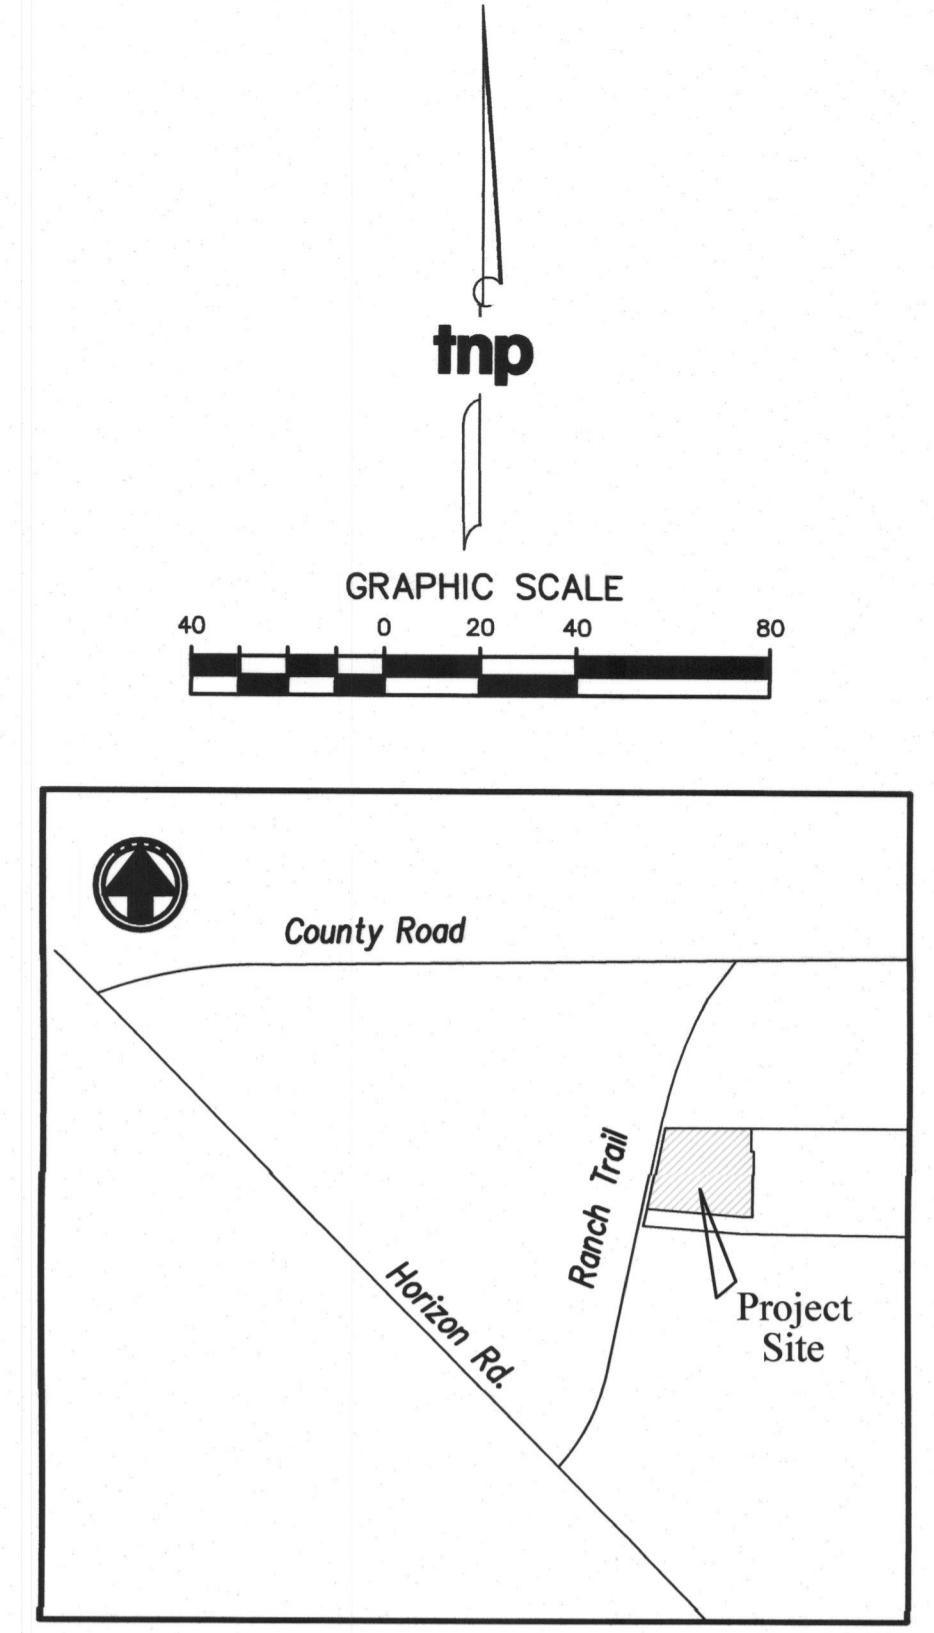 tnp
GRAPHIC SCALE
40 0 20 40 80
County Road
Ranch Trail
Horizon Rd.
Project
Site